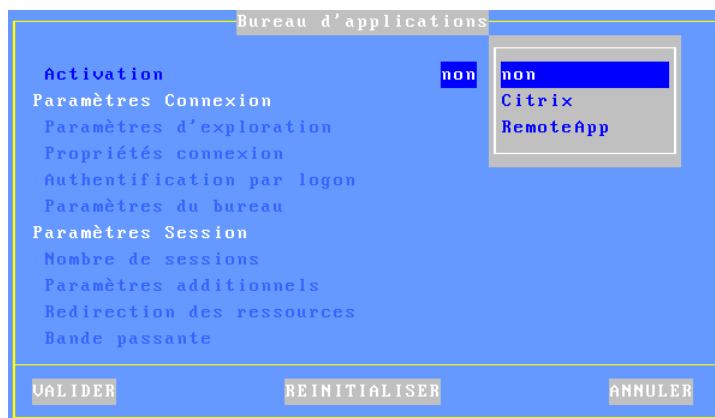 Bureau d'applications
Activation non
non
Citrix
RemoteApp
Paramètres Connexion
Paramètres d'exploration
Propriétés connexion
Authentification par logon
Paramètres du bureau
Paramètres Session
Nombre de sessions
Paramètres additionnels
Redirection des ressources
Bande passante
VALIDER REINITIALISER ANNULER